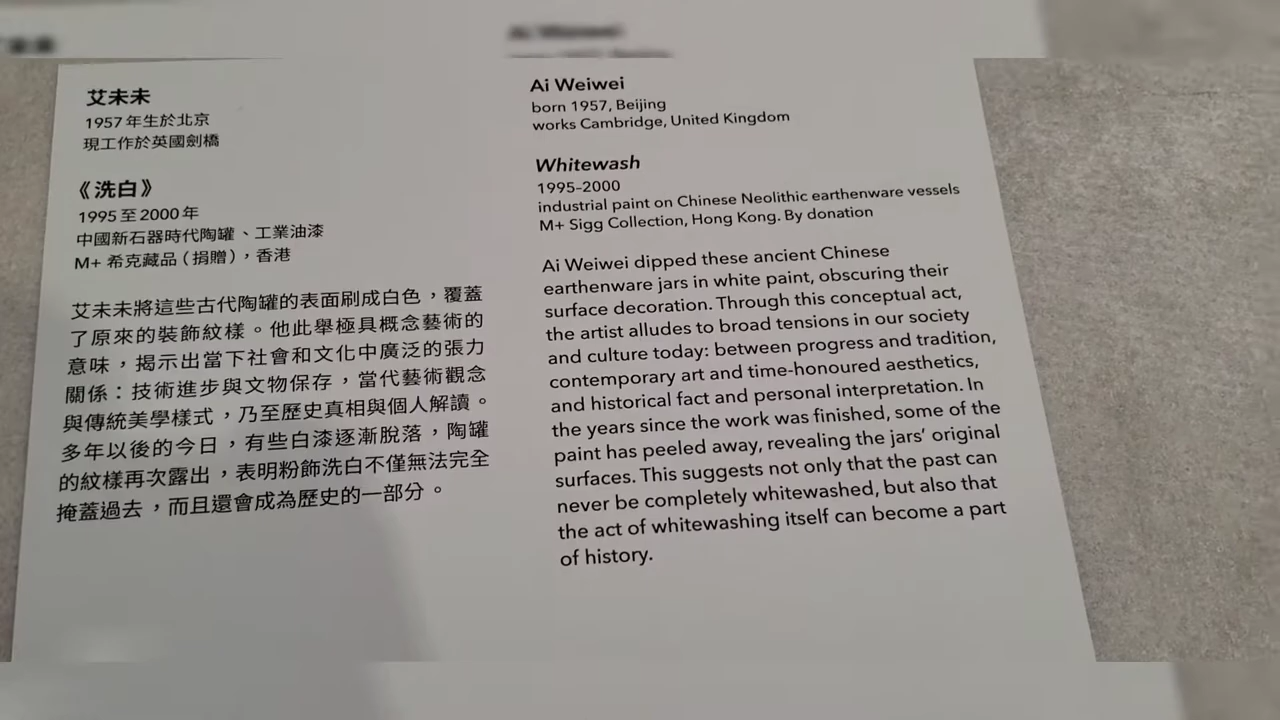 艾未未
1957年生於北京
現工作於英國劍橋
《洗白》
1995至2000年
中國新石器時代陶罐、工業油漆
M+ 希克藏品（捐贈），香港
艾未未將這些古代陶罐的表面刷成白色，覆蓋
了原來的裝飾紋樣。他此舉極具概念藝術的
意味，揭示出當下社會和文化中廣泛的張力
關係：技術進步與文物保存，當代藝術觀念
與傳統美學樣式，乃至歷史真相與個人解讀。
多年以後的今日，有些白漆逐漸脫落，陶罐
的紋樣再次露出，表明粉飾洗白不僅無法完全
掩蓋過去，而且還會成為歷史的一部分。
Ai Weiwei
born 1957, Beijing
works Cambridge, United Kingdom
Whitewash
1995–2000
industrial paint on Chinese Neolithic earthenware vessels
M+ Sigg Collection, Hong Kong. By donation
Ai Weiwei dipped these ancient Chinese
earthenware jars in white paint, obscuring their
surface decoration. Through this conceptual act,
the artist alludes to broad tensions in our society
and culture today: between progress and tradition,
contemporary art and time-honoured aesthetics,
and historical fact and personal interpretation. In
the years since the work was finished, some of the
paint has peeled away, revealing the jars’ original
surfaces. This suggests not only that the past can
never be completely whitewashed, but also that
the act of whitewashing itself can become a part
of history.